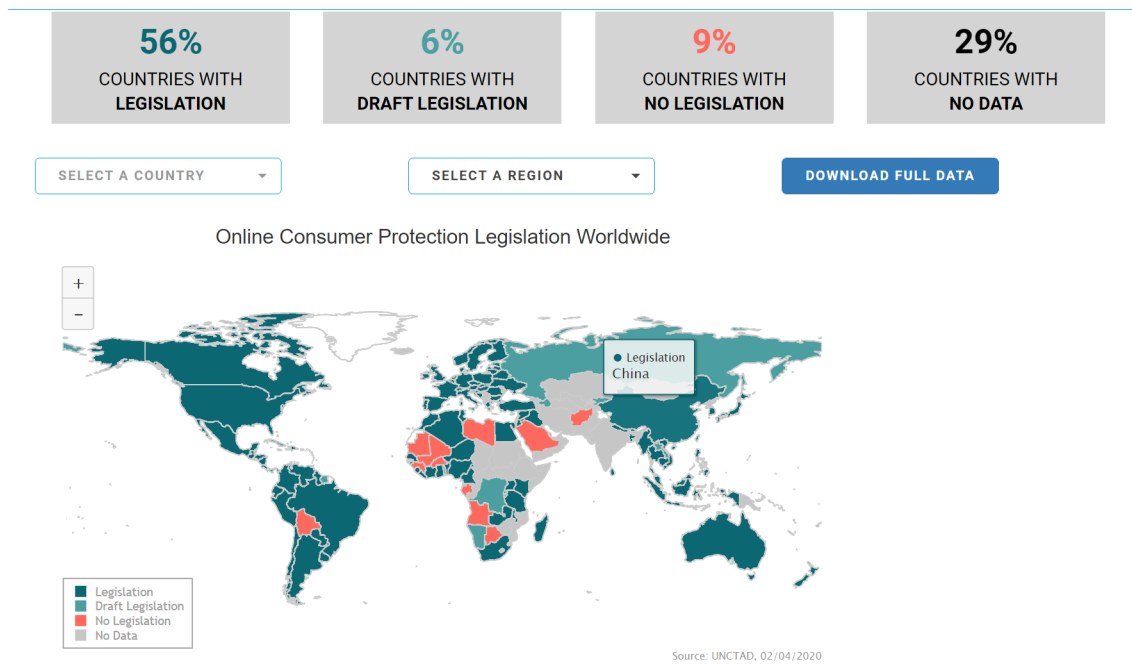 56%
COUNTRIES WITH
LEGISLATION
6%
COUNTRIES WITH
DRAFT LEGISLATION
9%
COUNTRIES WITH
NO LEGISLATION
29%
COUNTRIES WITH
NO DATA
SELECT A COUNTRY
SELECT A REGION
DOWNLOAD FULL DATA
Online Consumer Protection Legislation Worldwide
+
−
● Legislation
China
Legislation
Draft Legislation
No Legislation
No Data
Source: UNCTAD, 02/04/2020